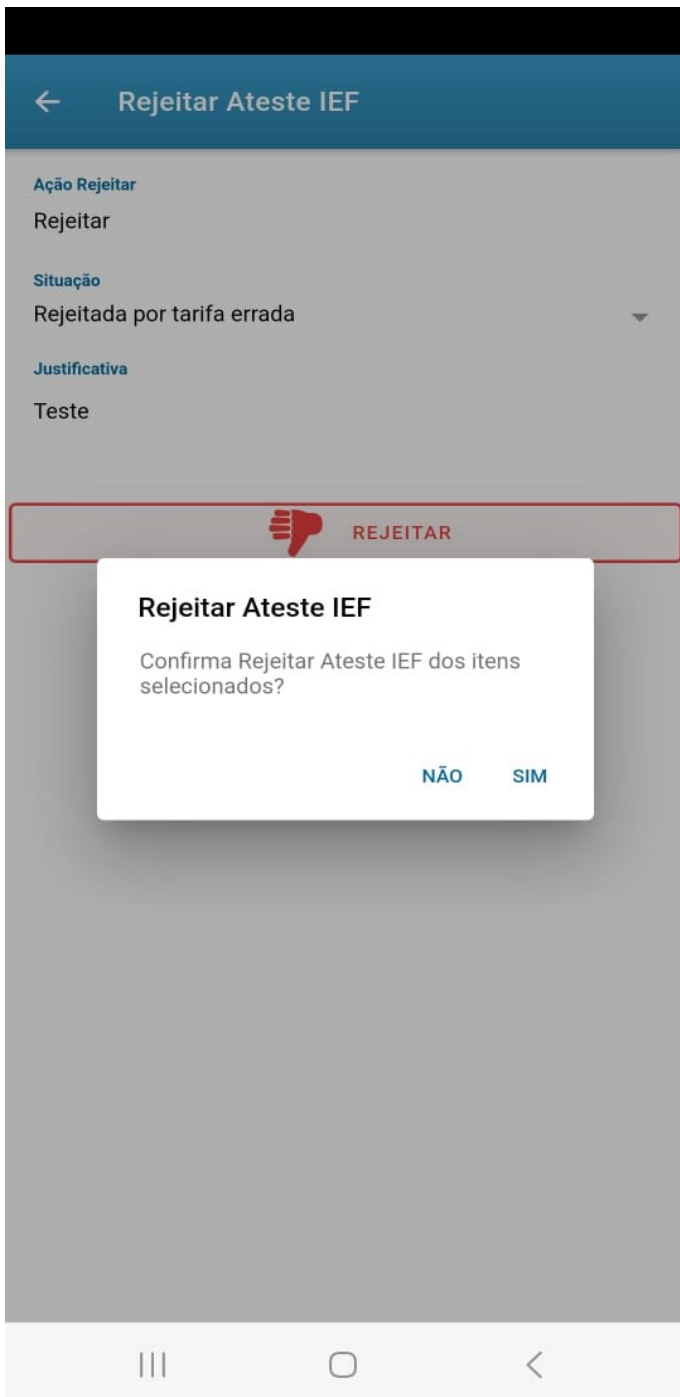 Rejeitar Ateste IEF
Ação Rejeitar
Rejeitar
Situação
Rejeitada por tarifa errada
Justificativa
Teste
REJEITAR
Rejeitar Ateste IEF
Confirma Rejeitar Ateste IEF dos itens
selecionados?
NÃO SIM